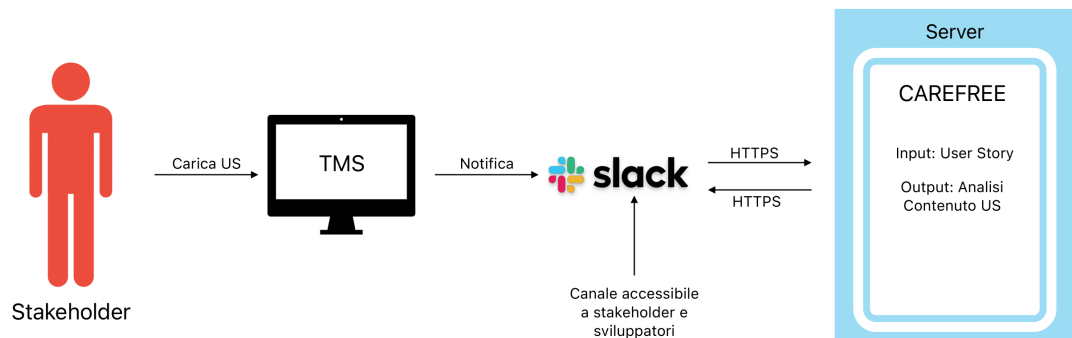 Stakeholder
Carica US
TMS
Notifica
slack
Canale accessibile
a stakeholder e
sviluppatori
HTTPS
HTTPS
Server
CAREFREE
Input: User Story
Output: Analisi
Contenuto US